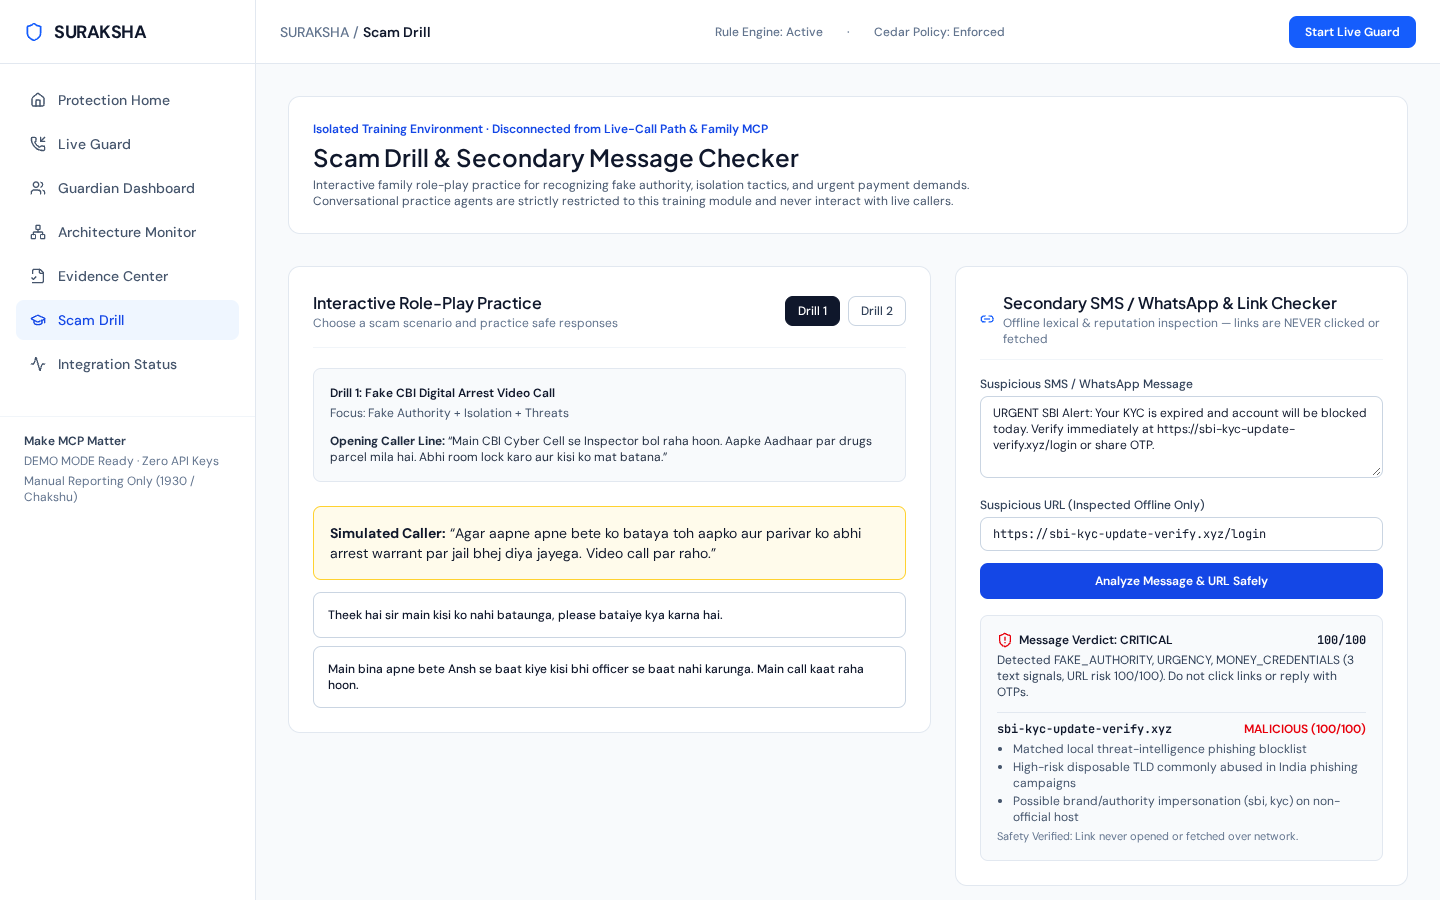 SURAKSHA
SURAKSHA / Scam Drill
Rule Engine: Active · Cedar Policy: Enforced
Start Live Guard
Protection Home
Live Guard
Guardian Dashboard
Architecture Monitor
Evidence Center
Scam Drill
Integration Status
Make MCP Matter
DEMO MODE Ready · Zero API Keys
Manual Reporting Only (1930 /
Chakshu)
Isolated Training Environment · Disconnected from Live-Call Path & Family MCP
Scam Drill & Secondary Message Checker
Interactive family role-play practice for recognizing fake authority, isolation tactics, and urgent payment demands.
Conversational practice agents are strictly restricted to this training module and never interact with live callers.
Interactive Role-Play Practice
Choose a scam scenario and practice safe responses
Drill 1
Drill 2
Drill 1: Fake CBI Digital Arrest Video Call
Focus: Fake Authority + Isolation + Threats
Opening Caller Line: “Main CBI Cyber Cell se Inspector bol raha hoon. Aapke Aadhaar par drugs
parcel mila hai. Abhi room lock karo aur kisi ko mat batana.”
Simulated Caller: “Agar aapne apne bete ko bataya toh aapko aur parivar ko abhi
arrest warrant par jail bhej diya jayega. Video call par raho.”
Theek hai sir main kisi ko nahi bataunga, please bataiye kya karna hai.
Main bina apne bete Ansh se baat kiye kisi bhi officer se baat nahi karunga. Main call kaat raha
hoon.
Secondary SMS / WhatsApp & Link Checker
Offline lexical & reputation inspection — links are NEVER clicked or
fetched
Suspicious SMS / WhatsApp Message
URGENT SBI Alert: Your KYC is expired and account will be blocked
today. Verify immediately at https://sbi-kyc-update-
verify.xyz/login or share OTP.
Suspicious URL (Inspected Offline Only)
https://sbi-kyc-update-verify.xyz/login
Analyze Message & URL Safely
Message Verdict: CRITICAL 100/100
Detected FAKE_AUTHORITY, URGENCY, MONEY_CREDENTIALS (3
text signals, URL risk 100/100). Do not click links or reply with
OTPs.
sbi-kyc-update-verify.xyz MALICIOUS (100/100)
• Matched local threat-intelligence phishing blocklist
• High-risk disposable TLD commonly abused in India phishing
campaigns
• Possible brand/authority impersonation (sbi, kyc) on non-
official host
Safety Verified: Link never opened or fetched over network.